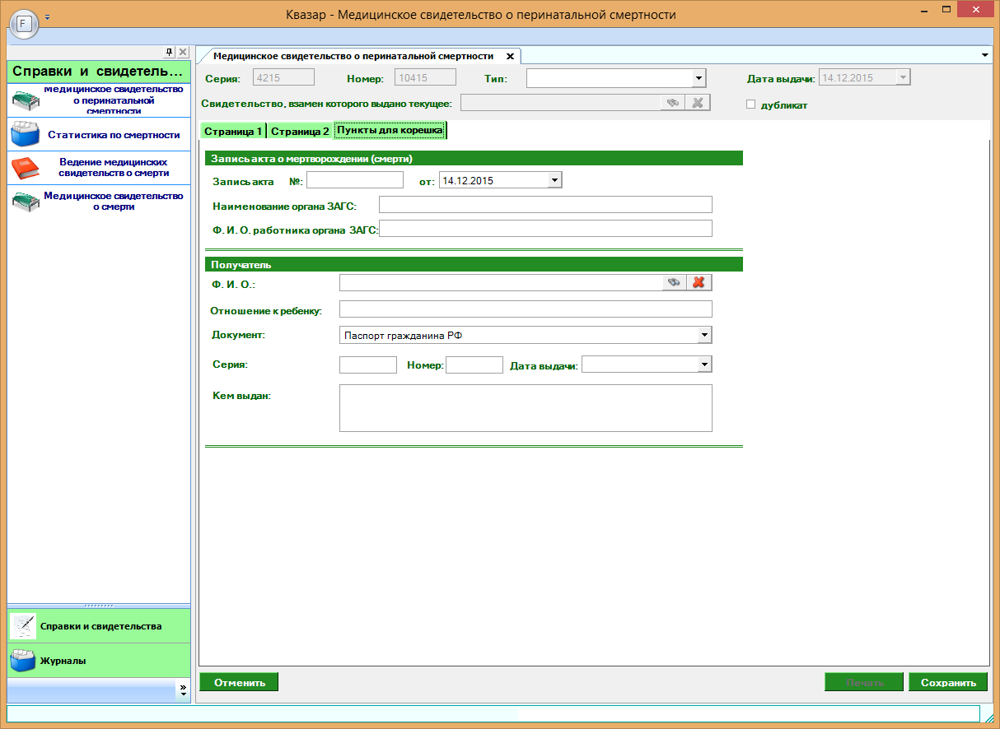 Квазар - Медицинское свидетельство о перинатальной смертности
F
Справки и свидетель...
Медицинское свидетельство
о перинатальной
смертности
Статистика по смертности
Ведение медицинских
свидетельств о смерти
Медицинское свидетельство
о смерти
Справки и свидетельства
Журналы
Медицинское свидетельство о перинатальной смертности
Серия: 4215 Номер: 10415 Тип: Дата выдачи: 14.12.2015
Свидетельство, взамен которого выдано текущее: дубликат
Страница 1 Страница 2 Пункты для корешка
Запись акта о мертворождении (смерти)
Запись акта №: от: 14.12.2015
Наименование органа ЗАГС:
Ф. И. О. работника органа ЗАГС:
Получатель
Ф. И. О.:
Отношение к ребенку:
Документ: Паспорт гражданина РФ
Серия: Номер: Дата выдачи:
Кем выдан:
Отменить Печать Сохранить